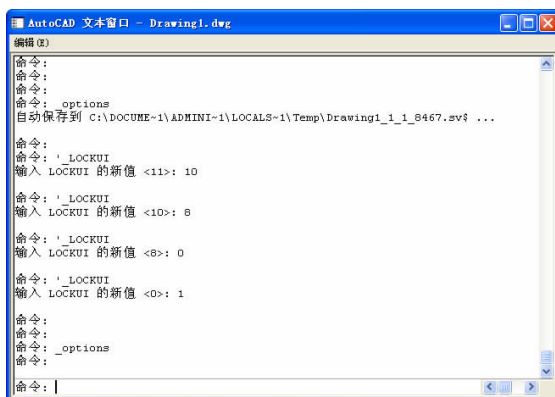 AutoCAD 文本窗口 - Drawing1.dwg
编辑(E)
命令:
命令:
命令:
命令: _options
自动保存到 C:\DOCUME~1\ADMINI~1\LOCALS~1\Temp\Drawing1_1_1_8467.sv$ ...
命令:
命令: '_LOCKUI
输入 LOCKUI 的新值 <11>: 10
命令: '_LOCKUI
输入 LOCKUI 的新值 <10>: 8
命令: '_LOCKUI
输入 LOCKUI 的新值 <8>: 0
命令: '_LOCKUI
输入 LOCKUI 的新值 <0>: 1
命令:
命令:
命令: _options
命令:
命令: